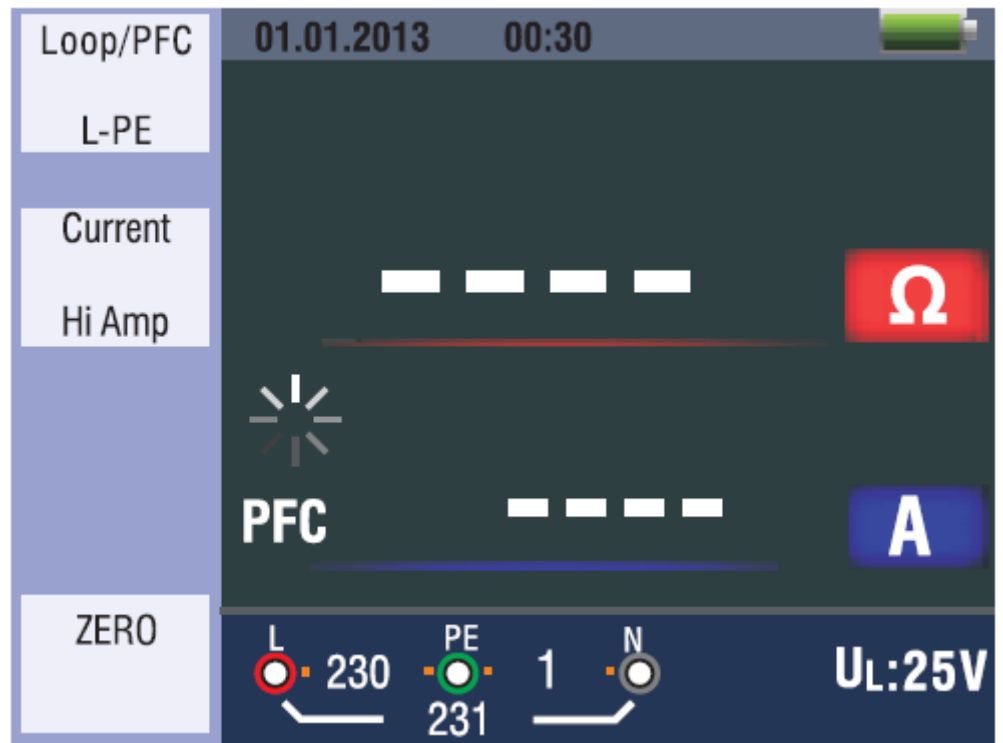 Loop/PFC
L-PE
Current
Hi Amp
ZERO
01.01.2013 00:30
---- Ω
PFC ---- A
L PE N
230 1
231
UL:25V